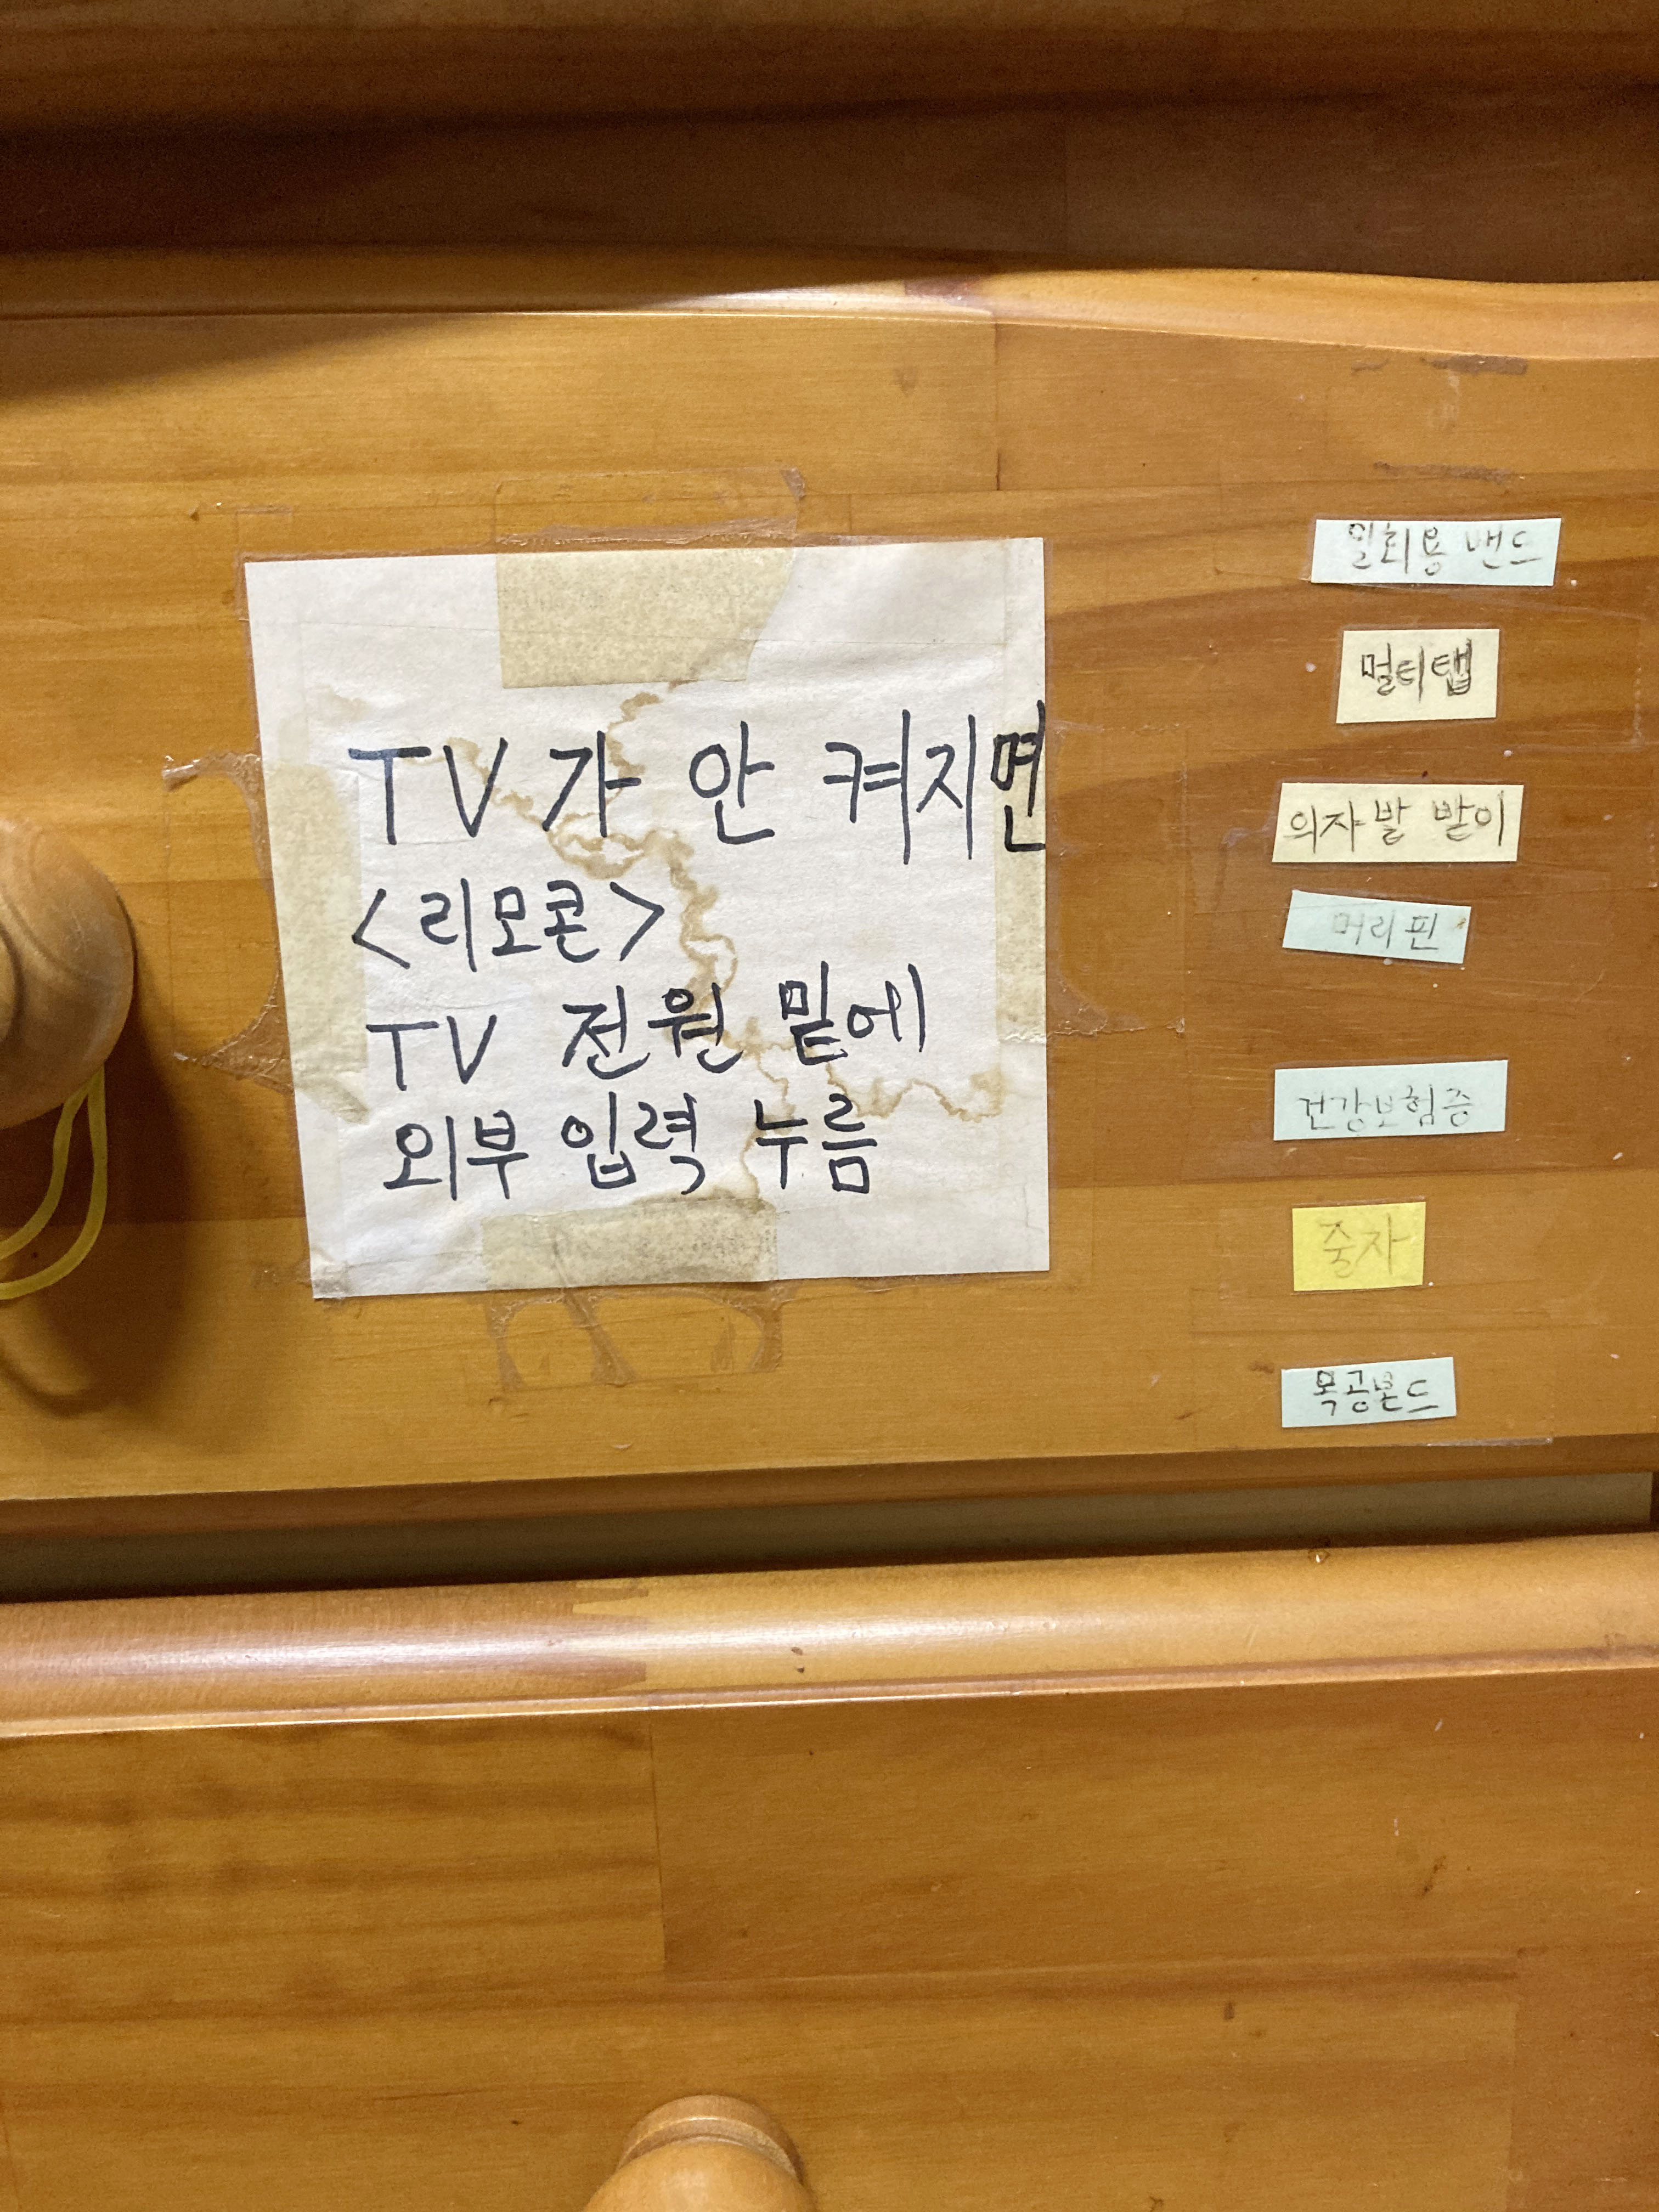 TV가 안 켜지면
<리모콘>
TV 전원 밑에
외부 입력 누름
일회용 밴드
멀티탭
의자발 받이
머리핀
건강보험증
줄자
목공본드